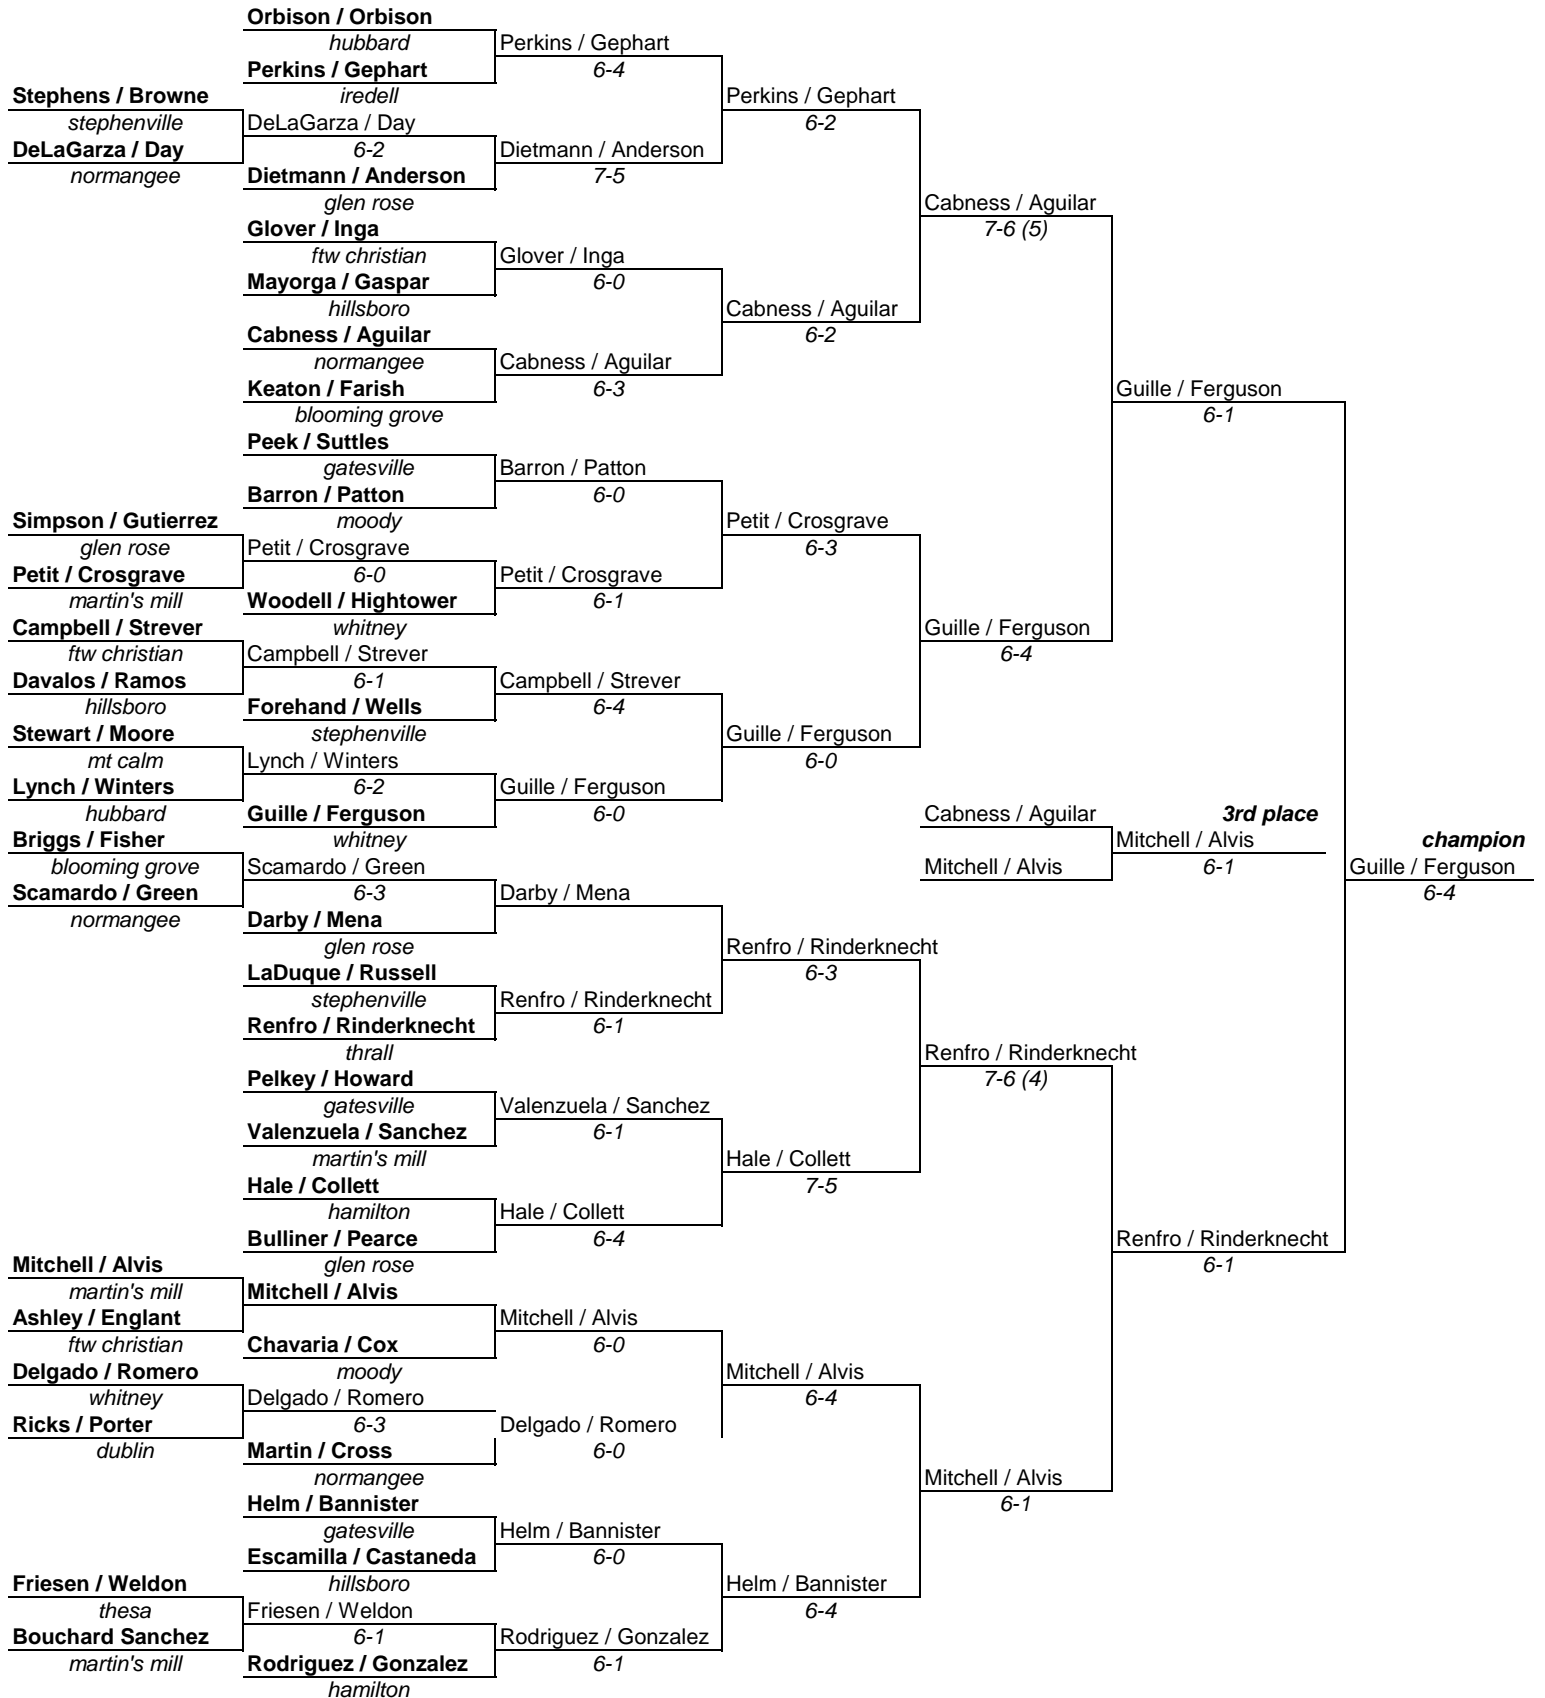 Orbison / Orbison
hubbard Perkins / Gephart
Perkins / Gephart 6-4
Stephens / Browne iredell Perkins / Gephart
stephenville DeLaGarza / Day 6-2
DeLaGarza / Day 6-2 Dietmann / Anderson
normangee Dietmann / Anderson 7-5
glen rose Cabness / Aguilar
Glover / Inga 7-6 (5)
ftw christian Glover / Inga
Mayorga / Gaspar 6-0
hillsboro Cabness / Aguilar
Cabness / Aguilar 6-2
normangee Cabness / Aguilar
Keaton / Farish 6-3 Guille / Ferguson
blooming grove 6-1
Peek / Suttles
gatesville Barron / Patton
Barron / Patton 6-0
Simpson / Gutierrez moody Petit / Crosgrave
glen rose Petit / Crosgrave 6-3
Petit / Crosgrave 6-0 Petit / Crosgrave
martin's mill Woodell / Hightower 6-1
Campbell / Strever whitney Guille / Ferguson
ftw christian Campbell / Strever 6-4
Davalos / Ramos 6-1 Campbell / Strever
hillsboro Forehand / Wells 6-4
Stewart / Moore stephenville Guille / Ferguson
mt calm Lynch / Winters 6-0
Lynch / Winters 6-2 Guille / Ferguson
hubbard Guille / Ferguson 6-0 Cabness / Aguilar 3rd place
Briggs / Fisher whitney Mitchell / Alvis champion
blooming grove Scamardo / Green Mitchell / Alvis 6-1 Guille / Ferguson
Scamardo / Green 6-3 Darby / Mena 6-4
normangee Darby / Mena
glen rose Renfro / Rinderknecht
LaDuque / Russell 6-3
stephenville Renfro / Rinderknecht
Renfro / Rinderknecht 6-1
thrall Renfro / Rinderknecht
Pelkey / Howard 7-6 (4)
gatesville Valenzuela / Sanchez
Valenzuela / Sanchez 6-1
martin's mill Hale / Collett
Hale / Collett 7-5
hamilton Hale / Collett
Bulliner / Pearce 6-4 Renfro / Rinderknecht
Mitchell / Alvis glen rose 6-1
martin's mill Mitchell / Alvis
Ashley / Englant Mitchell / Alvis
ftw christian Chavaria / Cox 6-0
Delgado / Romero moody Mitchell / Alvis
whitney Delgado / Romero 6-4
Ricks / Porter 6-3 Delgado / Romero
dublin Martin / Cross 6-0
normangee Mitchell / Alvis
Helm / Bannister 6-1
gatesville Helm / Bannister
Escamilla / Castaneda 6-0
Friesen / Weldon hillsboro Helm / Bannister
thesa Friesen / Weldon 6-4
Bouchard Sanchez 6-1 Rodriguez / Gonzalez
martin's mill Rodriguez / Gonzalez 6-1
hamilton